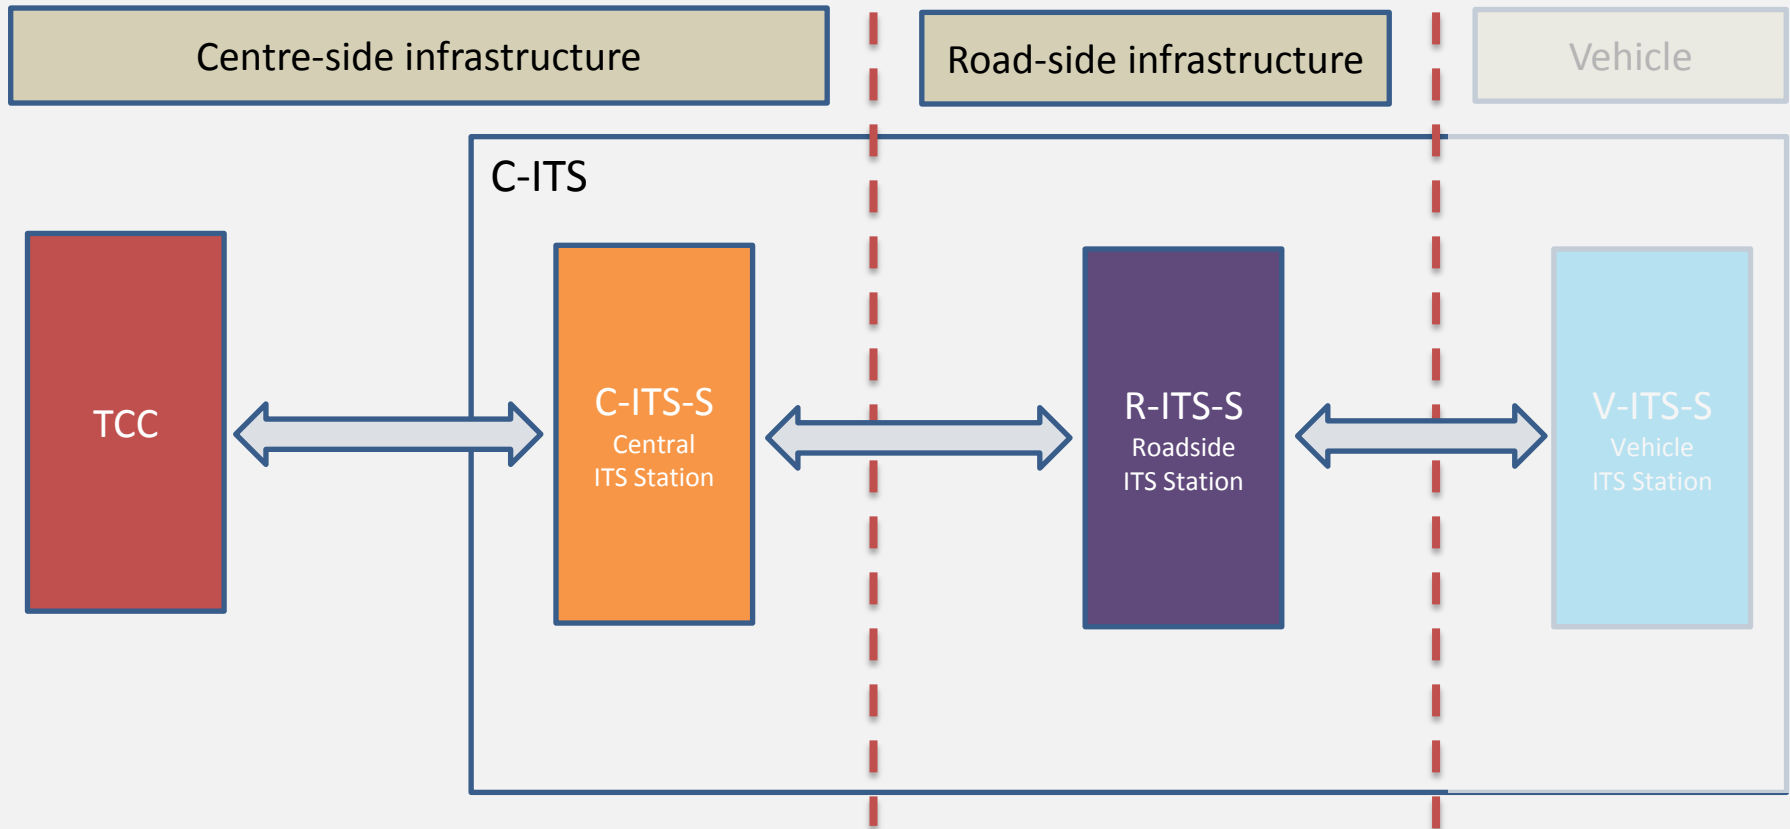 Centre-side infrastructure
Road-side infrastructure
Vehicle
C-ITS
TCC
C-ITS-S
Central
ITS Station
R-ITS-S
Roadside
ITS Station
V-ITS-S
Vehicle
ITS Station